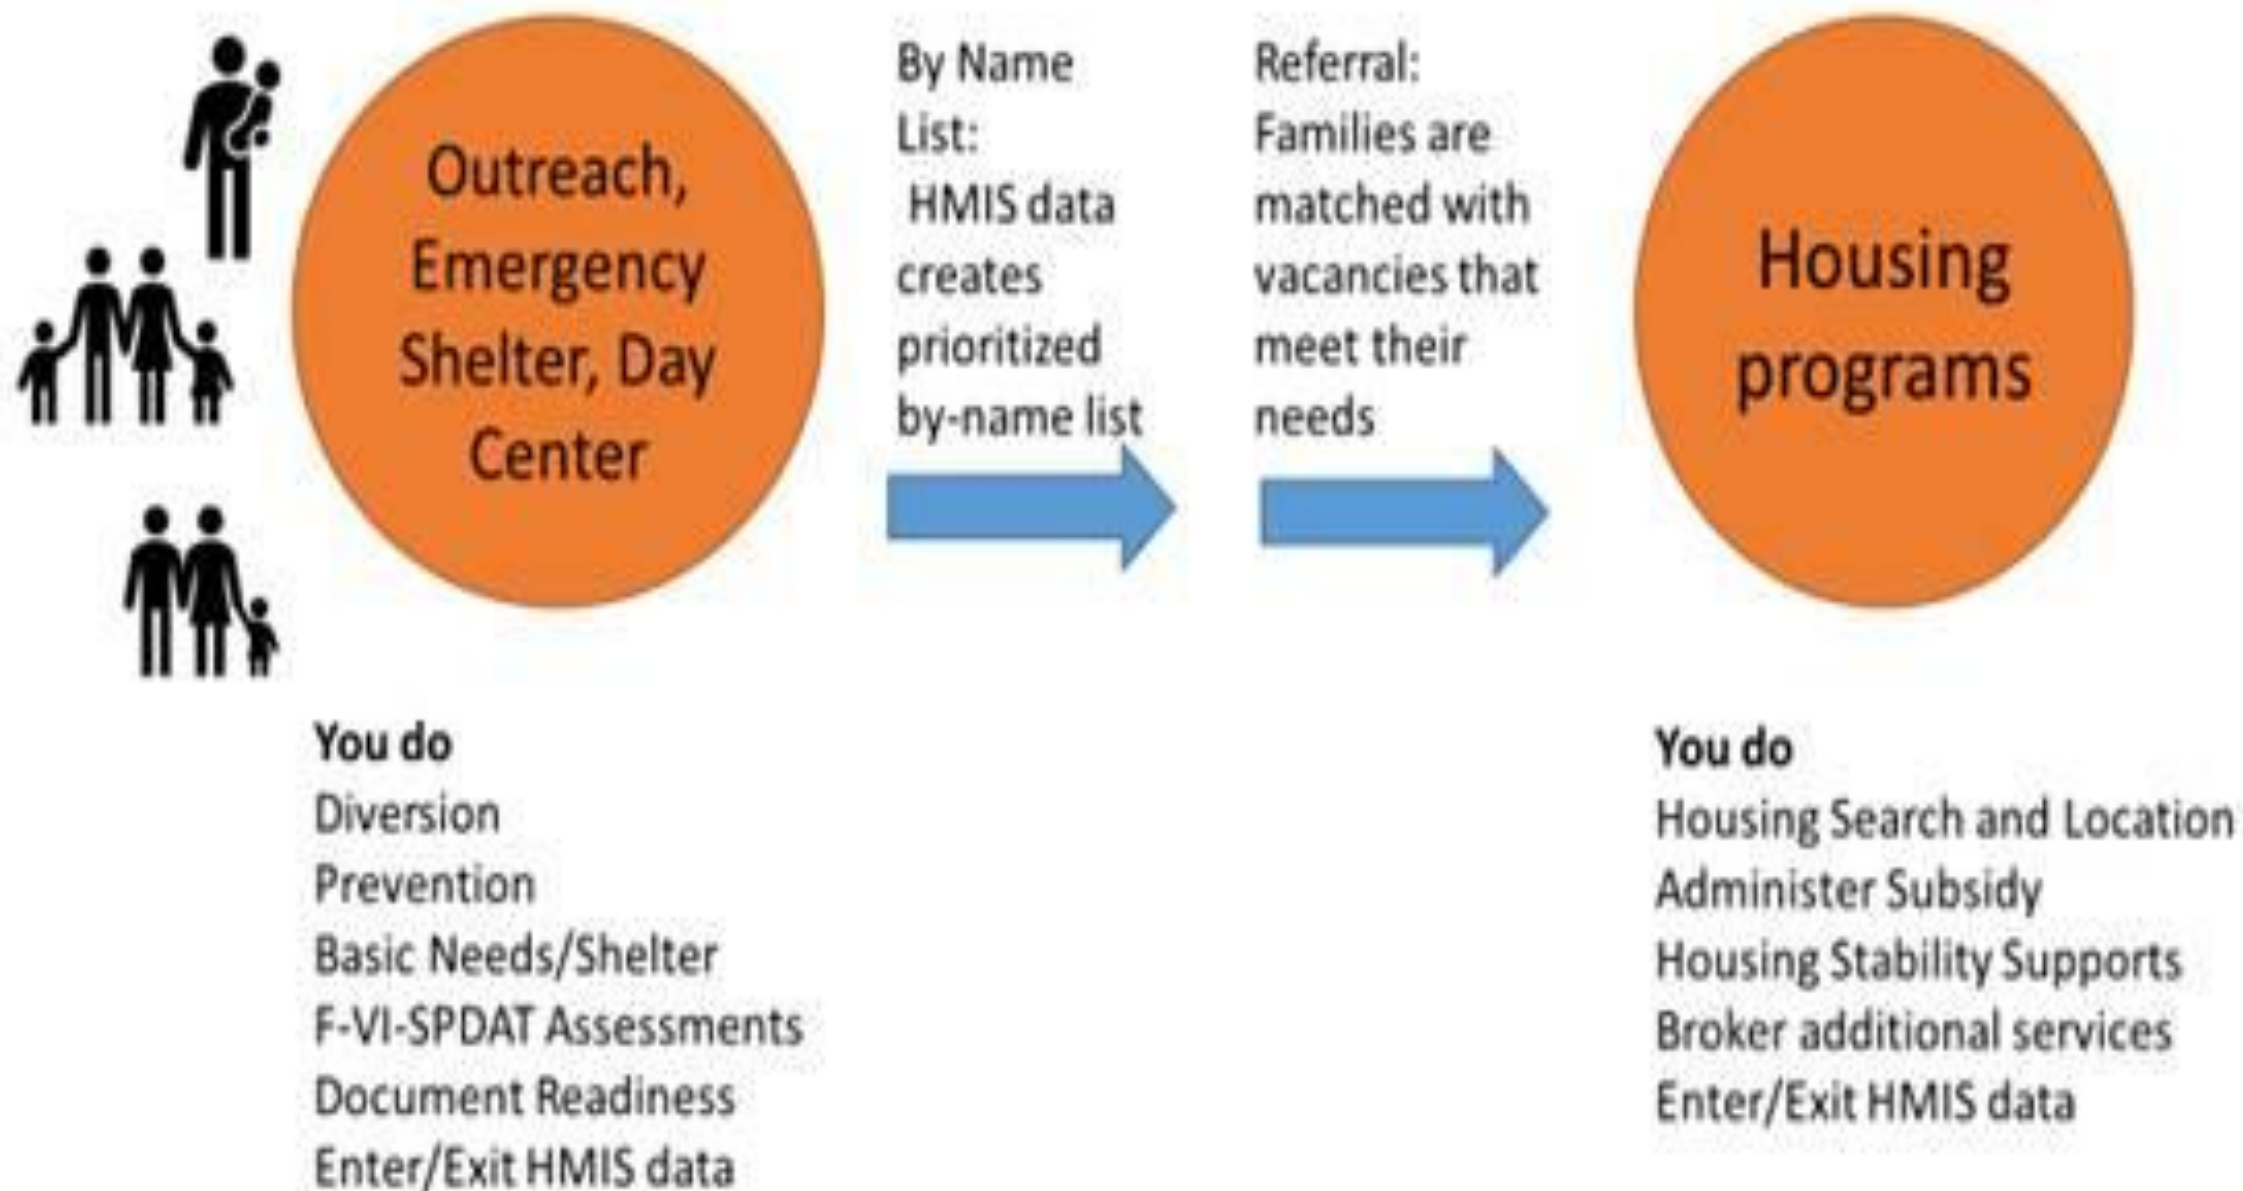 Outreach,
Emergency
Shelter, Day
Center
By Name
List:
HMIS data
creates
prioritized
by-name list
Referral:
Families are
matched with
vacancies that
meet their
needs
Housing
programs
You do
Diversion
Prevention
Basic Needs/Shelter
F-VI-SPDAT Assessments
Document Readiness
Enter/Exit HMIS data
You do
Housing Search and Location
Administer Subsidy
Housing Stability Supports
Broker additional services
Enter/Exit HMIS data